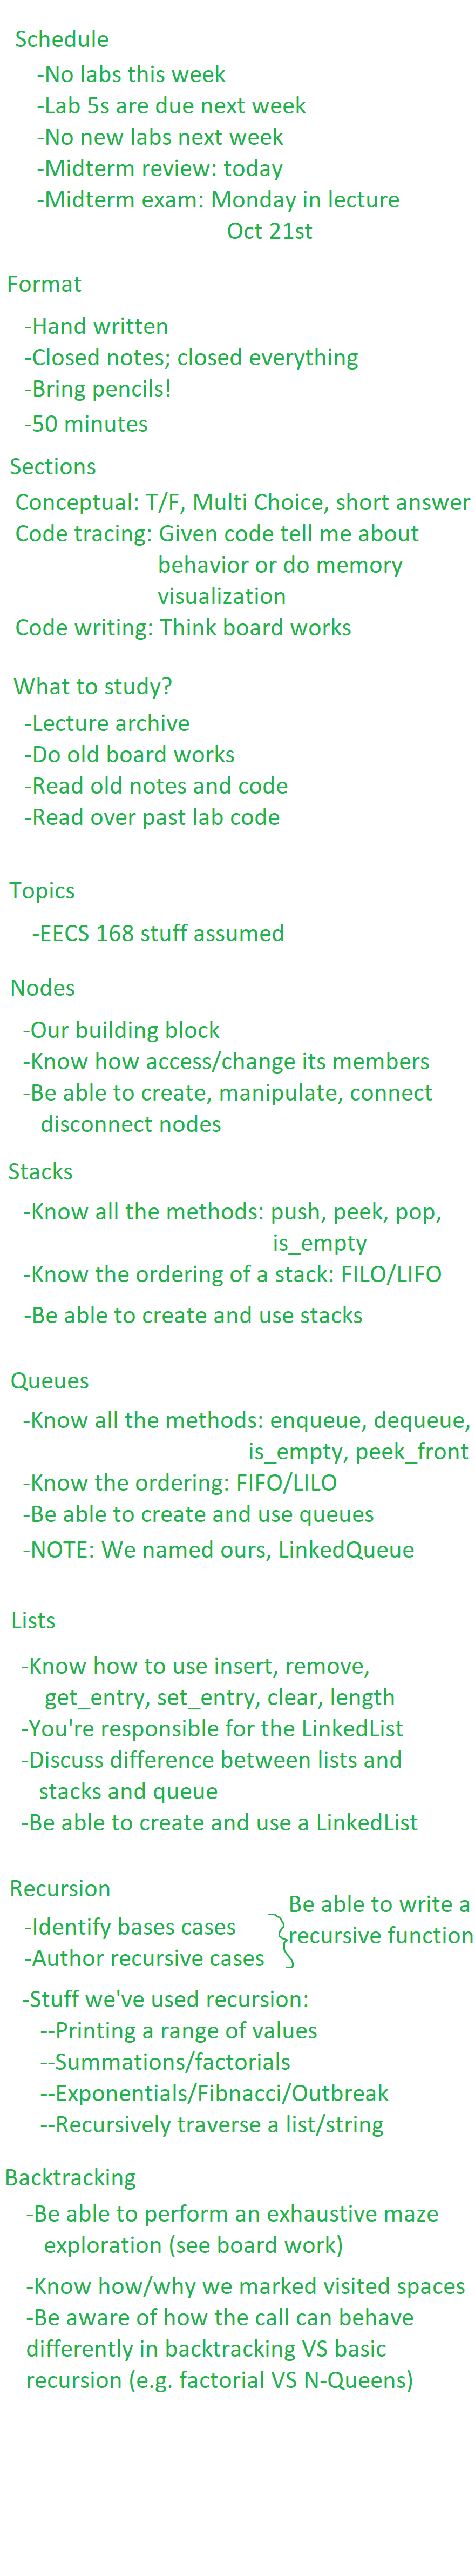 Schedule
-No labs this week
-Lab 5s are due next week
-No new labs next week
-Midterm review: today
-Midterm exam: Monday in lecture
Oct 21st
Format
-Hand written
-Closed notes; closed everything
-Bring pencils!
-50 minutes
Sections
Conceptual: T/F, Multi Choice, short answer
Code tracing: Given code tell me about
behavior or do memory
visualization
Code writing: Think board works
What to study?
-Lecture archive
-Do old board works
-Read old notes and code
-Read over past lab code
Topics
-EECS 168 stuff assumed
Nodes
-Our building block
-Know how access/change its members
-Be able to create, manipulate, connect
disconnect nodes
Stacks
-Know all the methods: push, peek, pop,
is_empty
-Know the ordering of a stack: FILO/LIFO
-Be able to create and use stacks
Queues
-Know all the methods: enqueue, dequeue,
is_empty, peek_front
-Know the ordering: FIFO/LILO
-Be able to create and use queues
-NOTE: We named ours, LinkedQueue
Lists
-Know how to use insert, remove,
get_entry, set_entry, clear, length
-You're responsible for the LinkedList
-Discuss difference between lists and
stacks and queue
-Be able to create and use a LinkedList
Recursion
-Identify bases cases
-Author recursive cases
Be able to write a
recursive function
-Stuff we've used recursion:
--Printing a range of values
--Summations/factorials
--Exponentials/Fibnacci/Outbreak
--Recursively traverse a list/string
Backtracking
-Be able to perform an exhaustive maze
exploration (see board work)
-Know how/why we marked visited spaces
-Be aware of how the call can behave
differently in backtracking VS basic
recursion (e.g. factorial VS N-Queens)